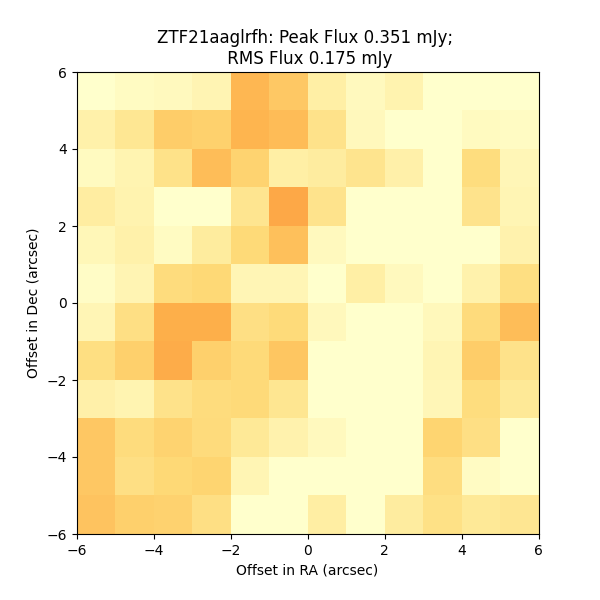 ZTF21aaglrfh: Peak Flux 0.351 mJy;
RMS Flux 0.175 mJy
6
4
2
0
−2
−4
−6
Offset in Dec (arcsec)
−6 −4 −2 0 2 4 6
Offset in RA (arcsec)